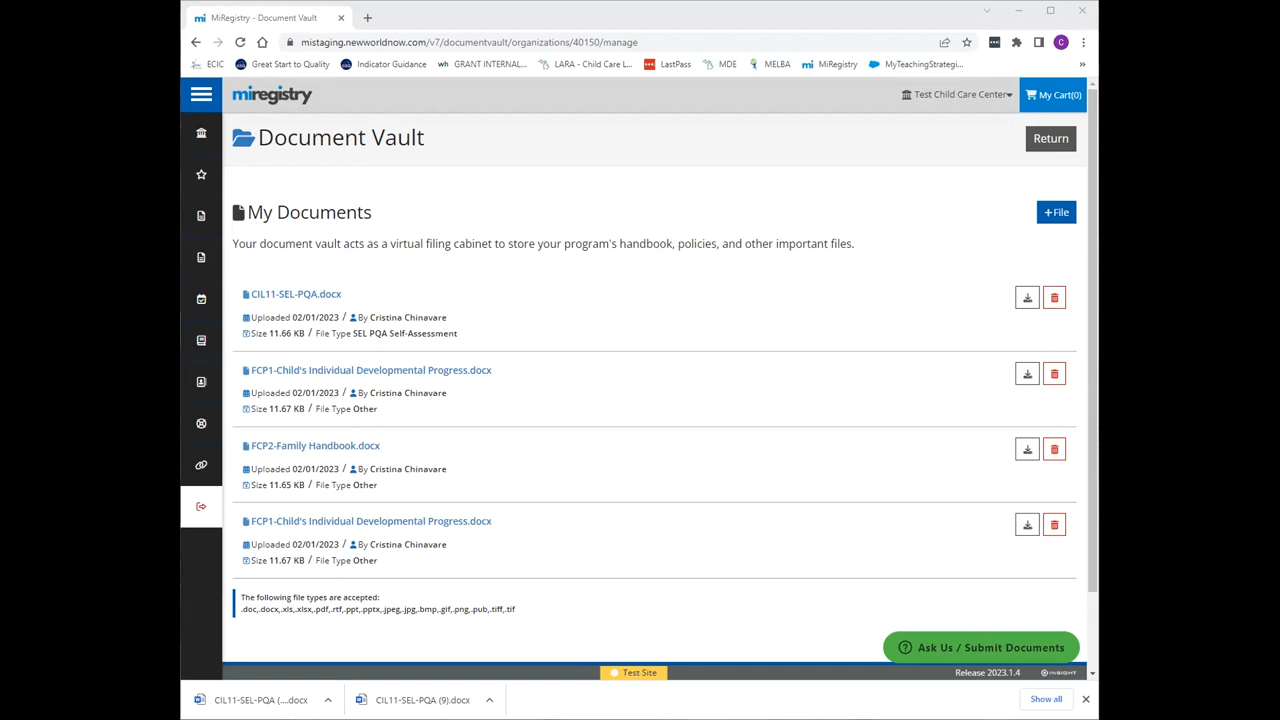 mi MiRegistry - Document Vault
mistaging.newworldnow.com/v7/documentvault/organizations/40150/manage
C
ECIC GSQ Great Start to Quality GSQ Indicator Guidance wh GRANT INTERNAL... LARA - Child Care L... LastPass MDE MELBA mi MiRegistry MyTeachingStrategi...
miregistry Test Child Care Center My Cart(0)
Document Vault Return
My Documents +File
Your document vault acts as a virtual filing cabinet to store your program's handbook, policies, and other important files.
CIL11-SEL-PQA.docx
Uploaded 02/01/2023 / By Cristina Chinavare
Size 11.66 KB / File Type SEL PQA Self-Assessment
FCP1-Child's Individual Developmental Progress.docx
Uploaded 02/01/2023 / By Cristina Chinavare
Size 11.67 KB / File Type Other
FCP2-Family Handbook.docx
Uploaded 02/01/2023 / By Cristina Chinavare
Size 11.65 KB / File Type Other
FCP1-Child's Individual Developmental Progress.docx
Uploaded 02/01/2023 / By Cristina Chinavare
Size 11.67 KB / File Type Other
The following file types are accepted:
.doc,.docx,.xls,.xlsx,.pdf,.rtf,.ppt,.pptx,.jpeg,.jpg,.bmp,.gif,.png,.pub,.tiff,.tif
Ask Us / Submit Documents
Test Site Release 2023.1.4 INSIGHT
CIL11-SEL-PQA (....docx CIL11-SEL-PQA (9).docx Show all